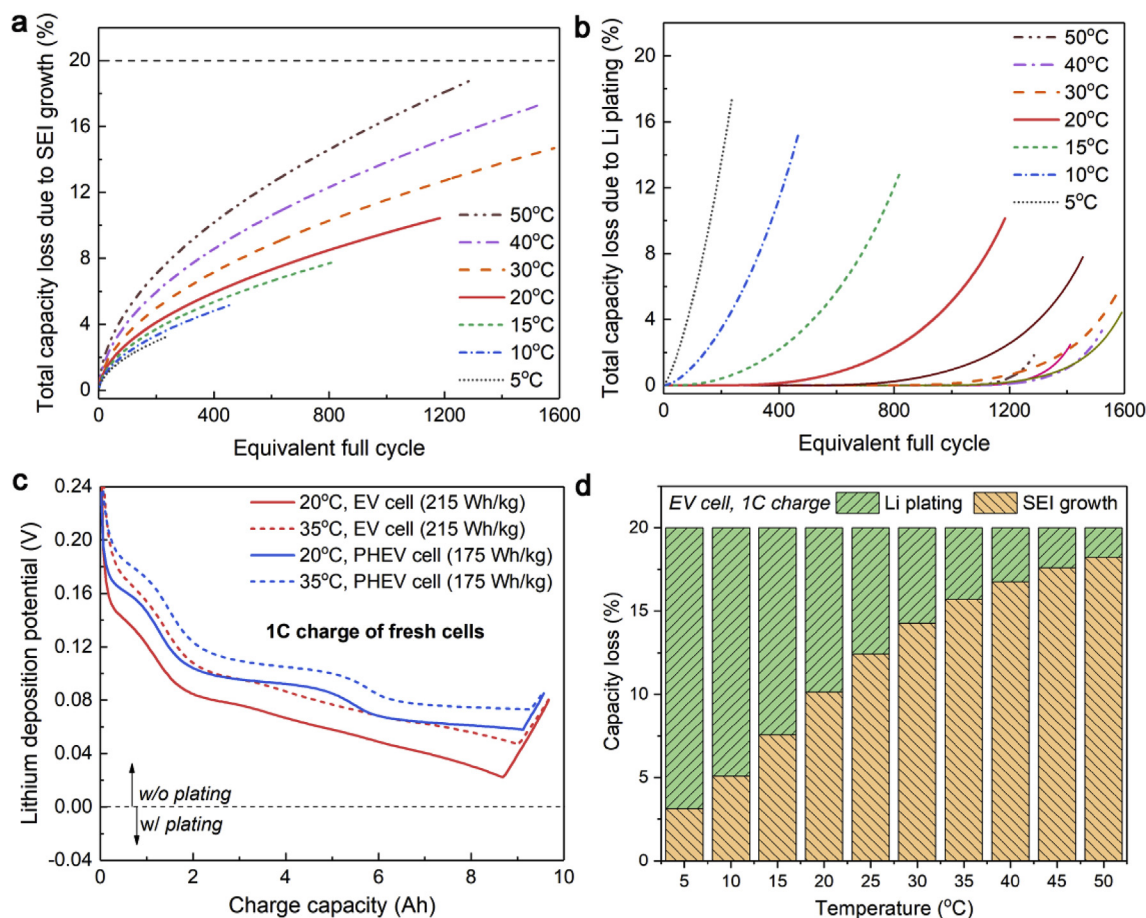 a
Total capacity loss due to SEI growth (%)
20
16
12
8
4
0
50°C
40°C
30°C
20°C
15°C
10°C
5°C
0 400 800 1200 1600
Equivalent full cycle
b
Total capacity loss due to Li plating (%)
20
16
12
8
4
0
50°C
40°C
30°C
20°C
15°C
10°C
5°C
0 400 800 1200 1600
Equivalent full cycle
c
Lithium deposition potential (V)
0.24
0.20
0.16
0.12
0.08
0.04
0.00
-0.04
20°C, EV cell (215 Wh/kg)
35°C, EV cell (215 Wh/kg)
20°C, PHEV cell (175 Wh/kg)
35°C, PHEV cell (175 Wh/kg)
1C charge of fresh cells
w/o plating
w/ plating
0 2 4 6 8 10
Charge capacity (Ah)
d
EV cell, 1C charge Li plating SEI growth
Capacity loss (%)
20
15
10
5
0
5 10 15 20 25 30 35 40 45 50
Temperature (°C)